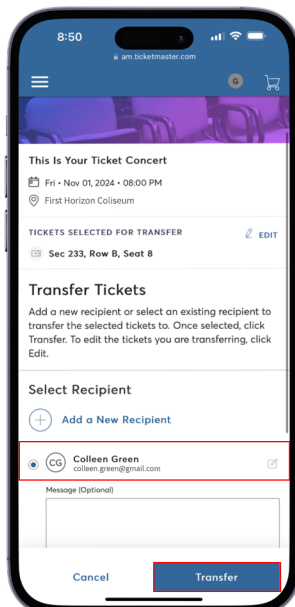 8:50
am.ticketmaster.com
G
This Is Your Ticket Concert
Fri • Nov 01, 2024 • 08:00 PM
First Horizon Coliseum
TICKETS SELECTED FOR TRANSFER
EDIT
Sec 233, Row B, Seat 8
Transfer Tickets
Add a new recipient or select an existing recipient to
transfer the selected tickets to. Once selected, click
Transfer. To edit the tickets you are transferring, click
Edit.
Select Recipient
Add a New Recipient
CG
Colleen Green
colleen.green@gmail.com
Message (Optional)
Cancel
Transfer